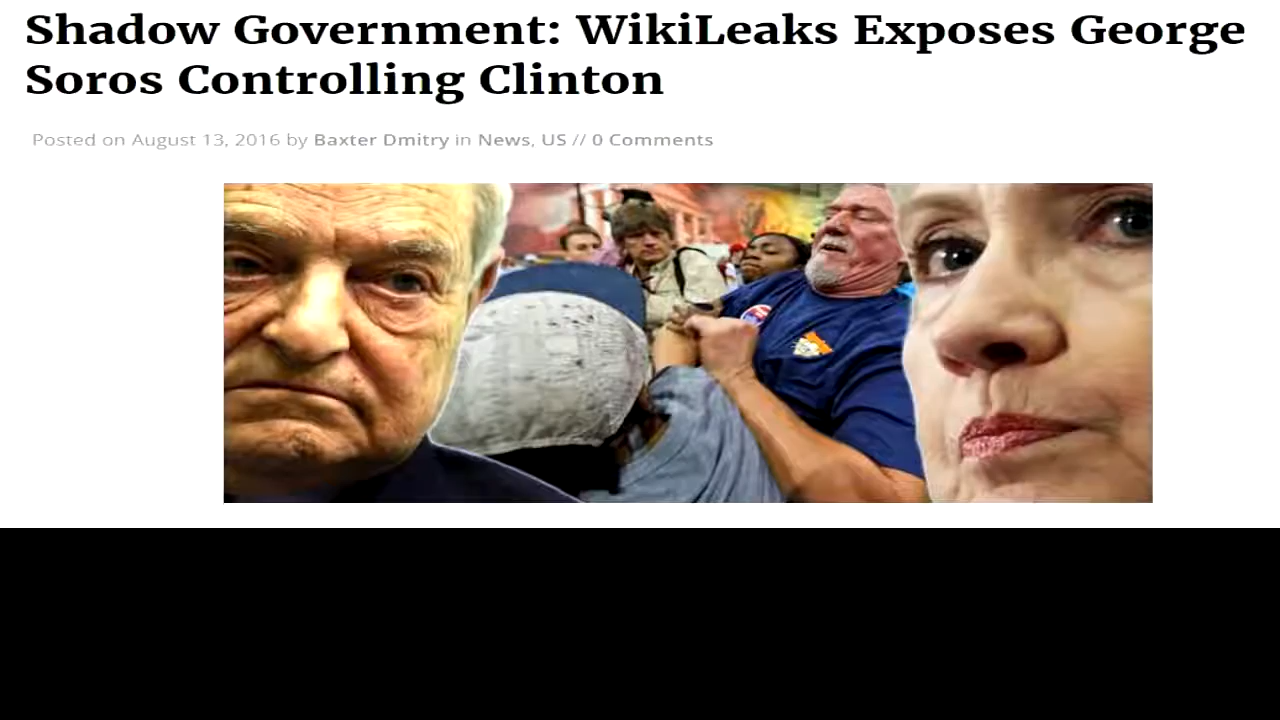 Shadow Government: WikiLeaks Exposes George
Soros Controlling Clinton
Posted on August 13, 2016 by Baxter Dmitry in News, US // 0 Comments